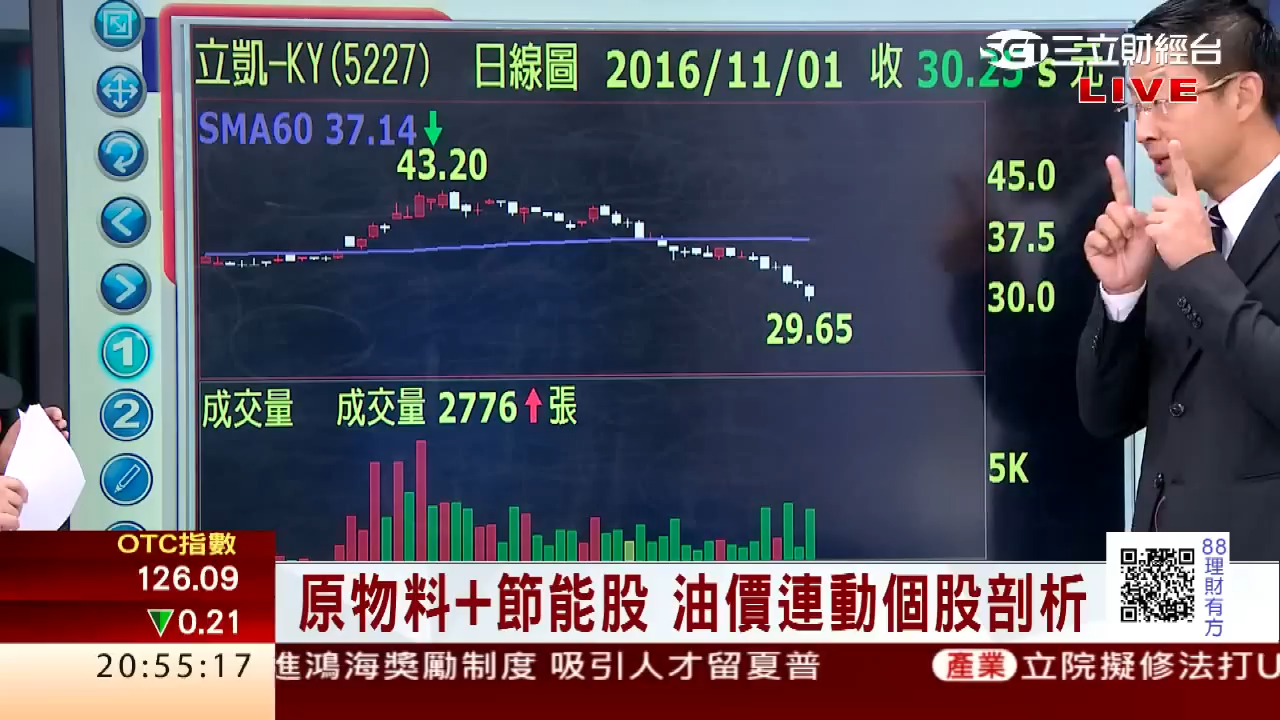 立凱-KY(5227) 日線圖 2016/11/01 收 30.25 s 元
三立財經台
LIVE
SMA60 37.14↓
43.20
45.0
37.5
30.0
29.65
成交量 成交量 2776↑張
5K
1
2
OTC指數
126.09
▼0.21
原物料+節能股 油價連動個股剖析
88理財有方
20:55:17
進鴻海獎勵制度 吸引人才留夏普 產業 立院擬修法打U